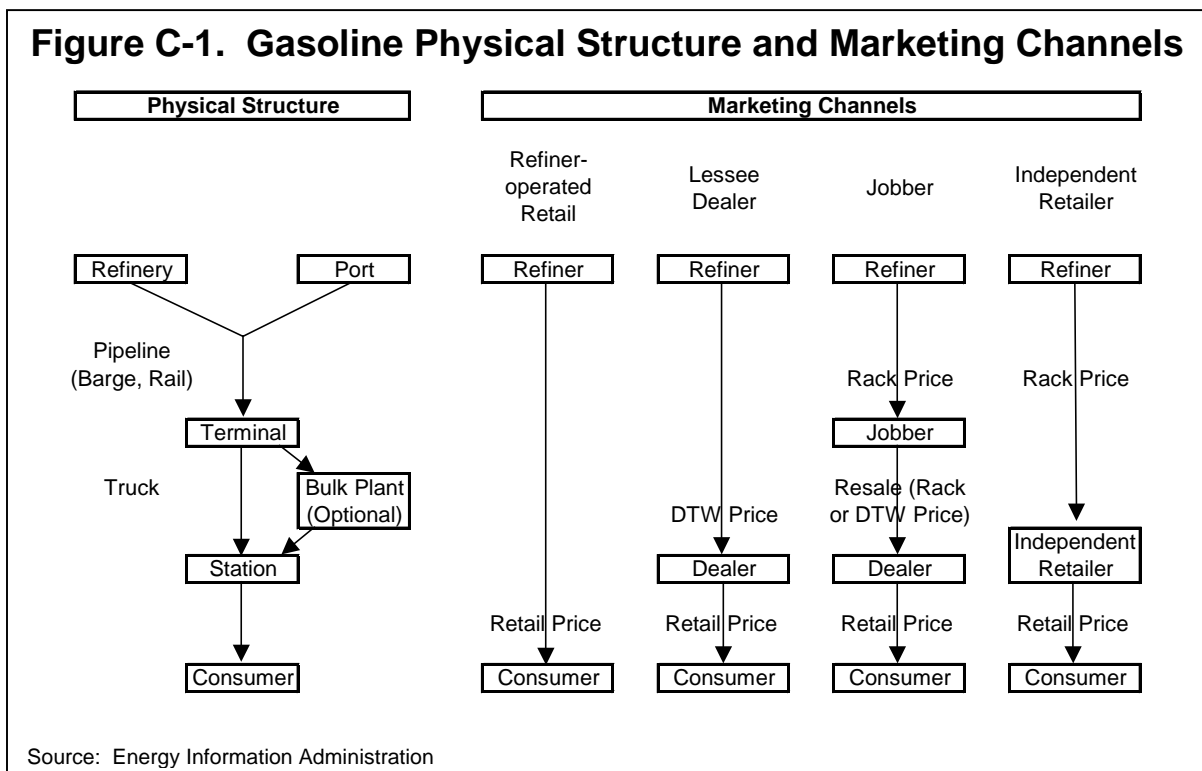 Figure C-1.  Gasoline Physical Structure and Marketing Channels
Physical Structure
Marketing Channels
Refiner-
operated
Retail
Lessee
Dealer
Jobber
Independent
Retailer
Refinery
Port
Refiner
Refiner
Refiner
Refiner
Pipeline
(Barge, Rail)
Rack Price
Rack Price
Terminal
Jobber
Truck
Bulk Plant
(Optional)
DTW Price
Resale (Rack
or DTW Price)
Station
Dealer
Dealer
Independent
Retailer
Retail Price
Retail Price
Retail Price
Retail Price
Consumer
Consumer
Consumer
Consumer
Consumer
Source:  Energy Information Administration